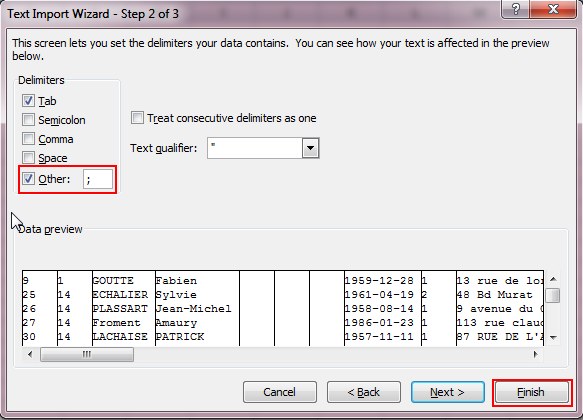 Text Import Wizard - Step 2 of 3
This screen lets you set the delimiters your data contains. You can see how your text is affected in the preview
below.
Delimiters
Tab
Semicolon
Comma
Space
Other: ;
Treat consecutive delimiters as one
Text qualifier: "
Data preview
9 1 GOUTTE Fabien 1959-12-28 1 13 rue de lor
25 14 ECHALIER Sylvie 1961-04-19 2 48 Bd Murat
26 14 PLASSART Jean-Michel 1958-08-14 1 9 avenue du
27 14 Froment Amaury 1986-01-23 1 113 rue claud
30 14 LACHAISE PATRICK 1957-11-11 1 87 RUE DE L'
Cancel
< Back
Next >
Finish